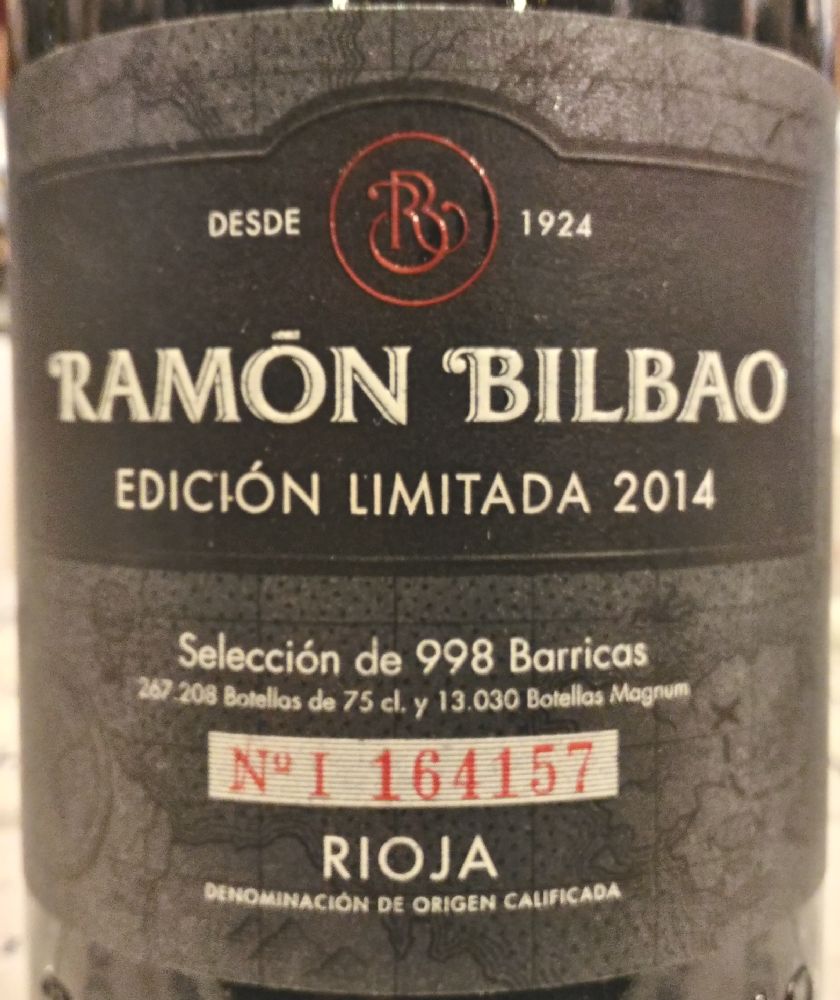 DESDE RB 1924
RAMÓN BILBAO
EDICIÓN LIMITADA 2014
Selección de 998 Barricas
267.208 Botellas de 75 cl. y 13.030 Botellas Magnum
Nº I 164157
RIOJA
DENOMINACIÓN DE ORIGEN CALIFICADA